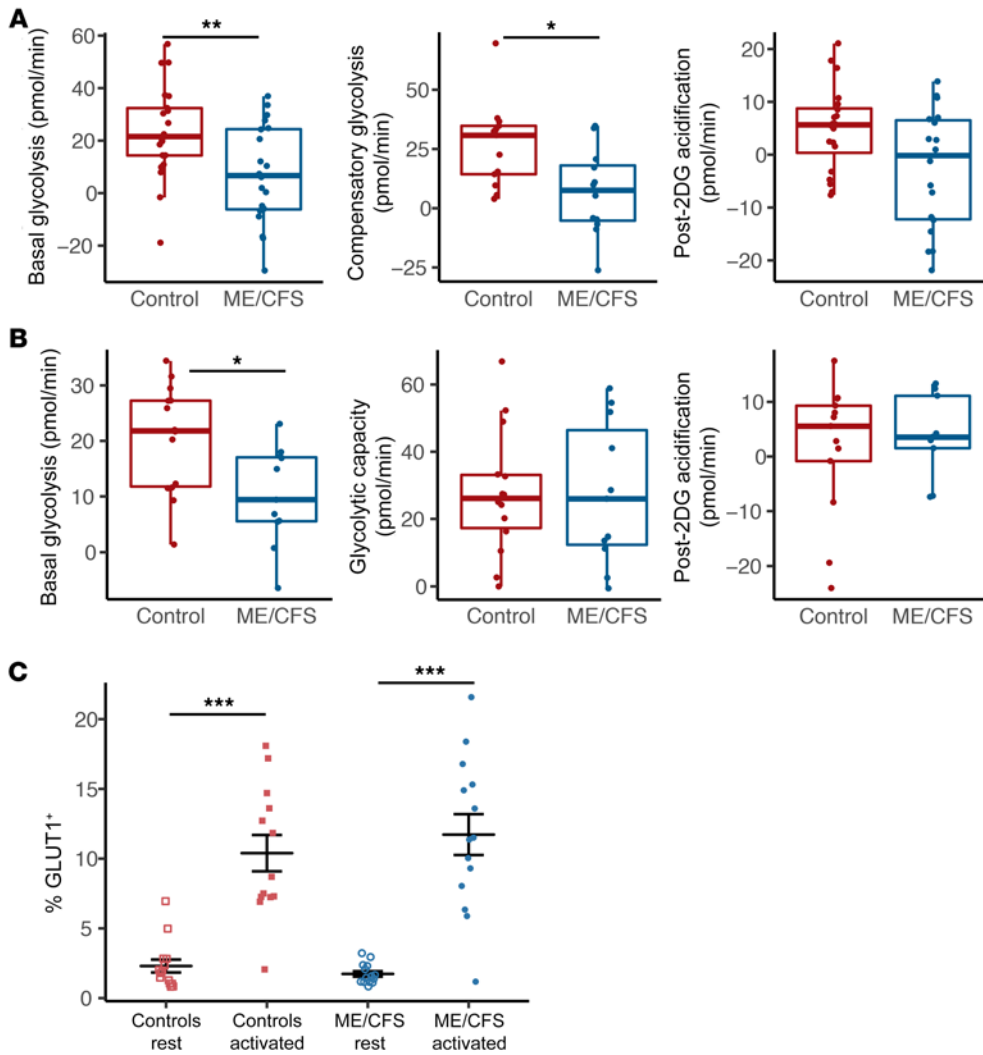 A
Basal glycolysis (pmol/min)
60
40
20
0
−20
**
Control
ME/CFS
Compensatory glycolysis
(pmol/min)
50
25
0
−25
*
Control
ME/CFS
Post-2DG acidification
(pmol/min)
20
10
0
−10
−20
Control
ME/CFS
B
Basal glycolysis (pmol/min)
30
20
10
0
*
Control
ME/CFS
Glycolytic capacity
(pmol/min)
60
40
20
0
Control
ME/CFS
Post-2DG acidification
(pmol/min)
10
0
−10
−20
Control
ME/CFS
C
% GLUT1⁺
20
15
10
5
0
***
***
Controls
rest
Controls
activated
ME/CFS
rest
ME/CFS
activated